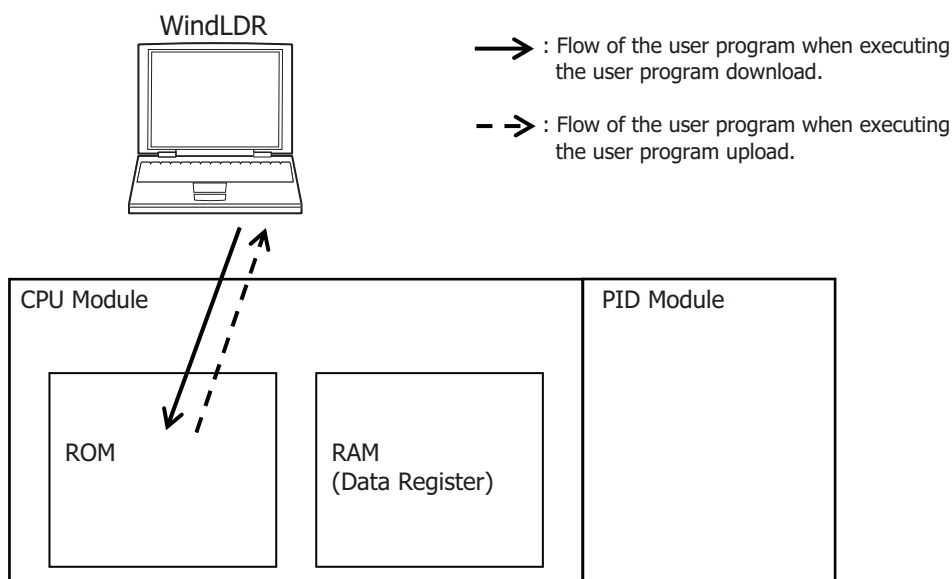 WindLDR
: Flow of the user program when executing
the user program download.
: Flow of the user program when executing
the user program upload.
CPU Module
PID Module
ROM
RAM
(Data Register)